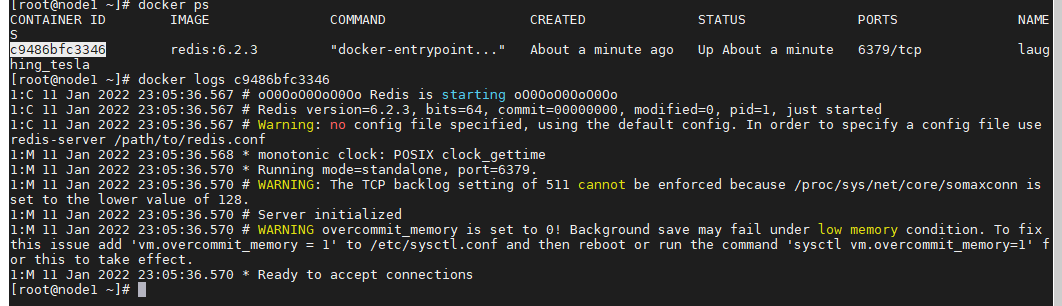 [root@node1 ~]# docker ps
CONTAINER ID        IMAGE               COMMAND                  CREATED             STATUS              PORTS               NAME
S
c9486bfc3346        redis:6.2.3         "docker-entrypoint..."   About a minute ago   Up About a minute   6379/tcp            laug
hing_tesla
[root@node1 ~]# docker logs c9486bfc3346
1:C 11 Jan 2022 23:05:36.567 # oO0OoO0OoO0Oo Redis is starting oO0OoO0OoO0Oo
1:C 11 Jan 2022 23:05:36.567 # Redis version=6.2.3, bits=64, commit=00000000, modified=0, pid=1, just started
1:C 11 Jan 2022 23:05:36.567 # Warning: no config file specified, using the default config. In order to specify a config file use
redis-server /path/to/redis.conf
1:M 11 Jan 2022 23:05:36.568 * monotonic clock: POSIX clock_gettime
1:M 11 Jan 2022 23:05:36.570 * Running mode=standalone, port=6379.
1:M 11 Jan 2022 23:05:36.570 # WARNING: The TCP backlog setting of 511 cannot be enforced because /proc/sys/net/core/somaxconn is
set to the lower value of 128.
1:M 11 Jan 2022 23:05:36.570 # Server initialized
1:M 11 Jan 2022 23:05:36.570 # WARNING overcommit_memory is set to 0! Background save may fail under low memory condition. To fix
this issue add 'vm.overcommit_memory = 1' to /etc/sysctl.conf and then reboot or run the command 'sysctl vm.overcommit_memory=1' f
or this to take effect.
1:M 11 Jan 2022 23:05:36.570 * Ready to accept connections
[root@node1 ~]#